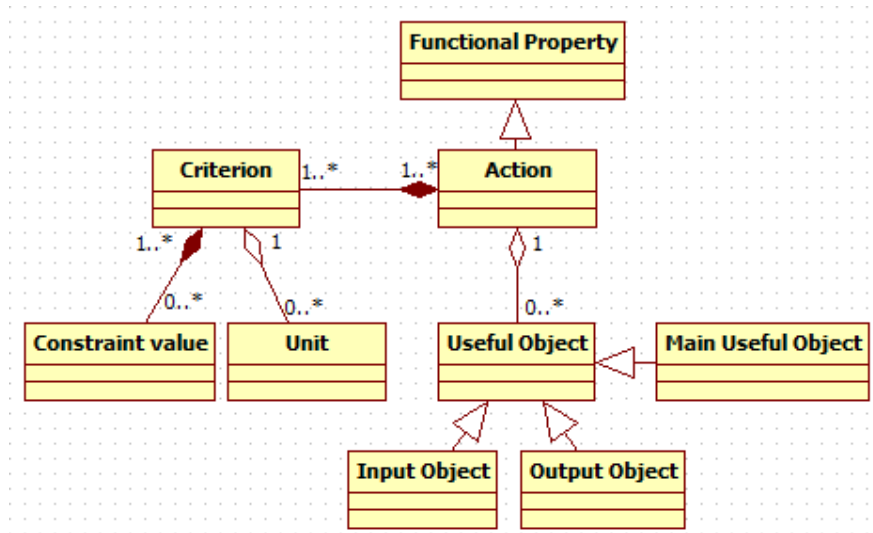 Functional Property
Criterion
1..*
1..*
Action
1..*
1
1
0..*
0..*
0..*
Constraint value
Unit
Useful Object
Main Useful Object
Input Object
Output Object